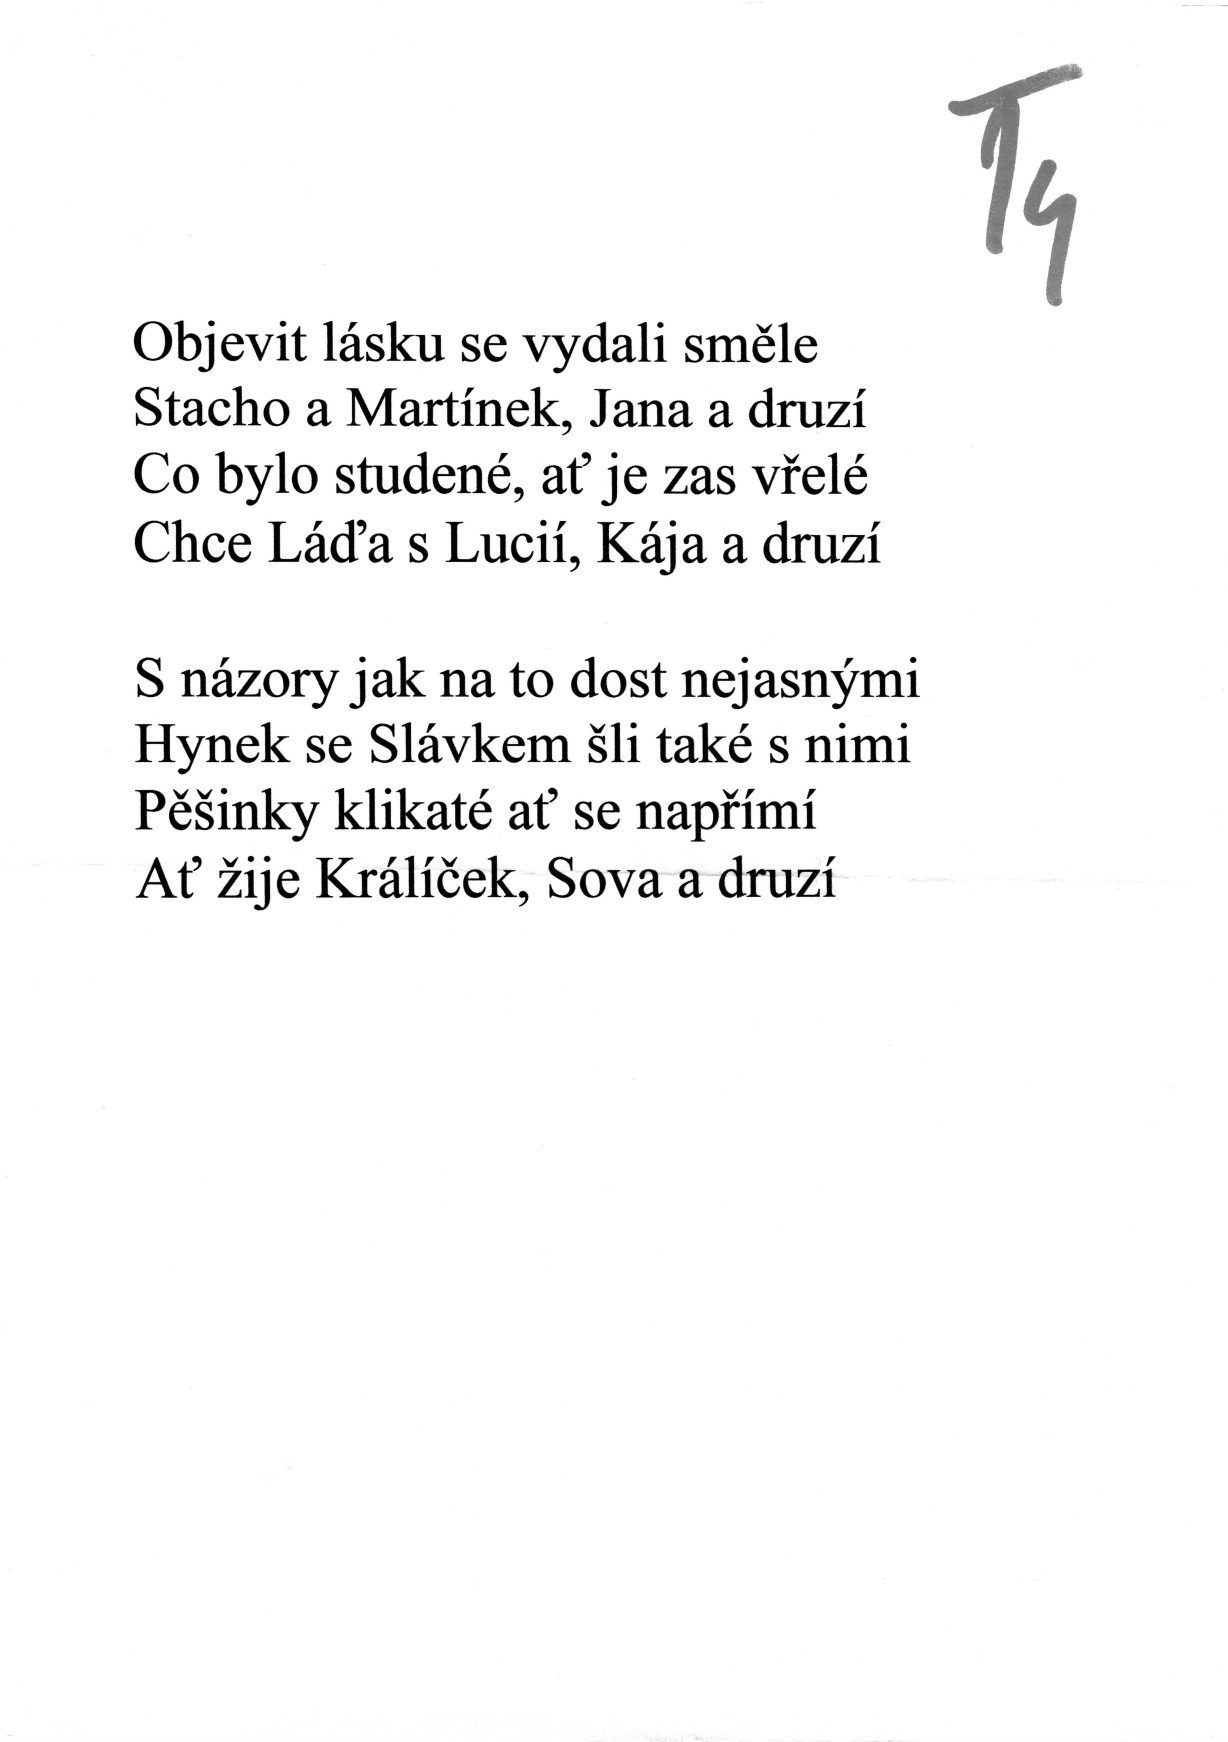 T4
Objevit lásku se vydali směle
Stacho a Martínek, Jana a druzí
Co bylo studené, ať je zas vřelé
Chce Láďa s Lucií, Kája a druzí

S názory jak na to dost nejasnými
Hynek se Slávkem šli také s nimi
Pěšinky klikaté ať se napřímí
Ať žije Králíček, Sova a druzí